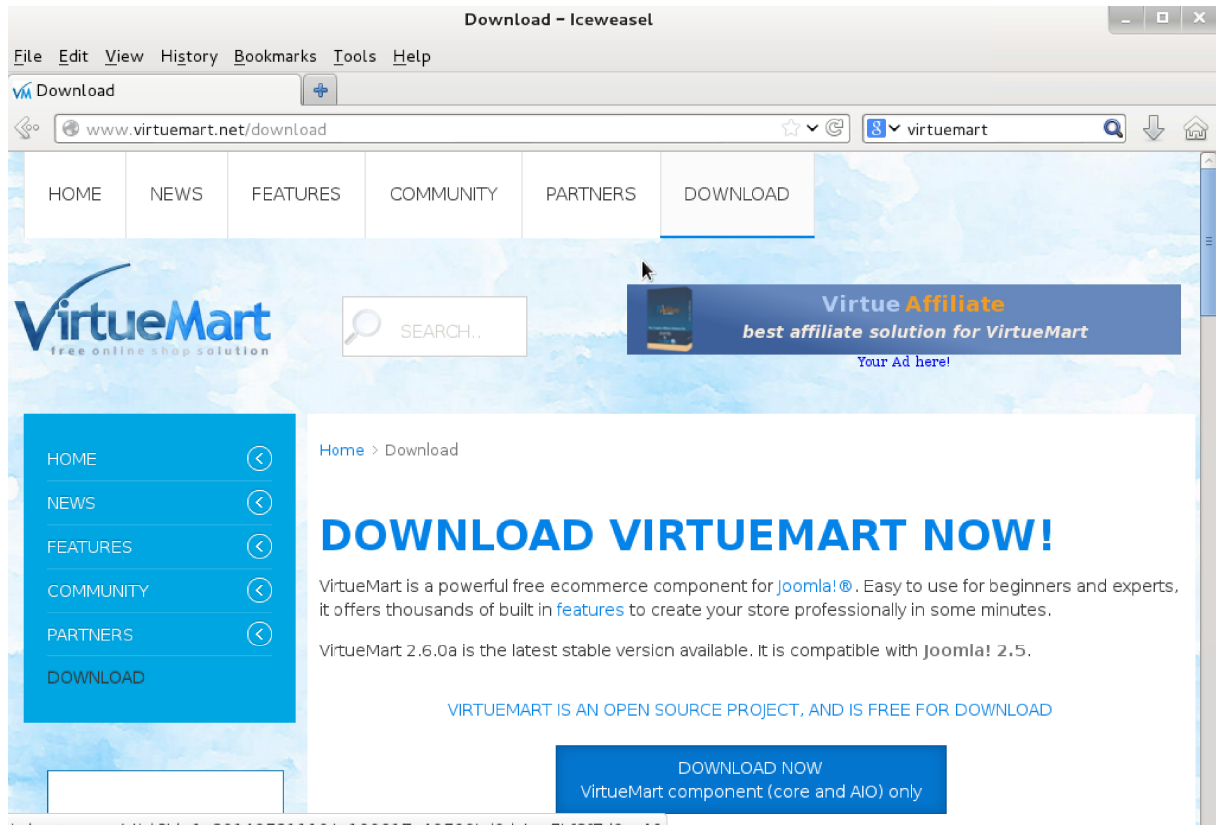 Download – Iceweasel
File Edit View History Bookmarks Tools Help
VM Download
www.virtuemart.net/download
8 virtuemart
HOME NEWS FEATURES COMMUNITY PARTNERS DOWNLOAD
VirtueMart
free online shop solution
SEARCH..
Virtue Affiliate
best affiliate solution for VirtueMart
Your Ad here!
HOME
NEWS
FEATURES
COMMUNITY
PARTNERS
DOWNLOAD
Home > Download
DOWNLOAD VIRTUEMART NOW!
VirtueMart is a powerful free ecommerce component for Joomla!®. Easy to use for beginners and experts,
it offers thousands of built in features to create your store professionally in some minutes.
VirtueMart 2.6.0a is the latest stable version available. It is compatible with Joomla! 2.5.
VIRTUEMART IS AN OPEN SOURCE PROJECT, AND IS FREE FOR DOWNLOAD
DOWNLOAD NOW
VirtueMart component (core and AIO) only